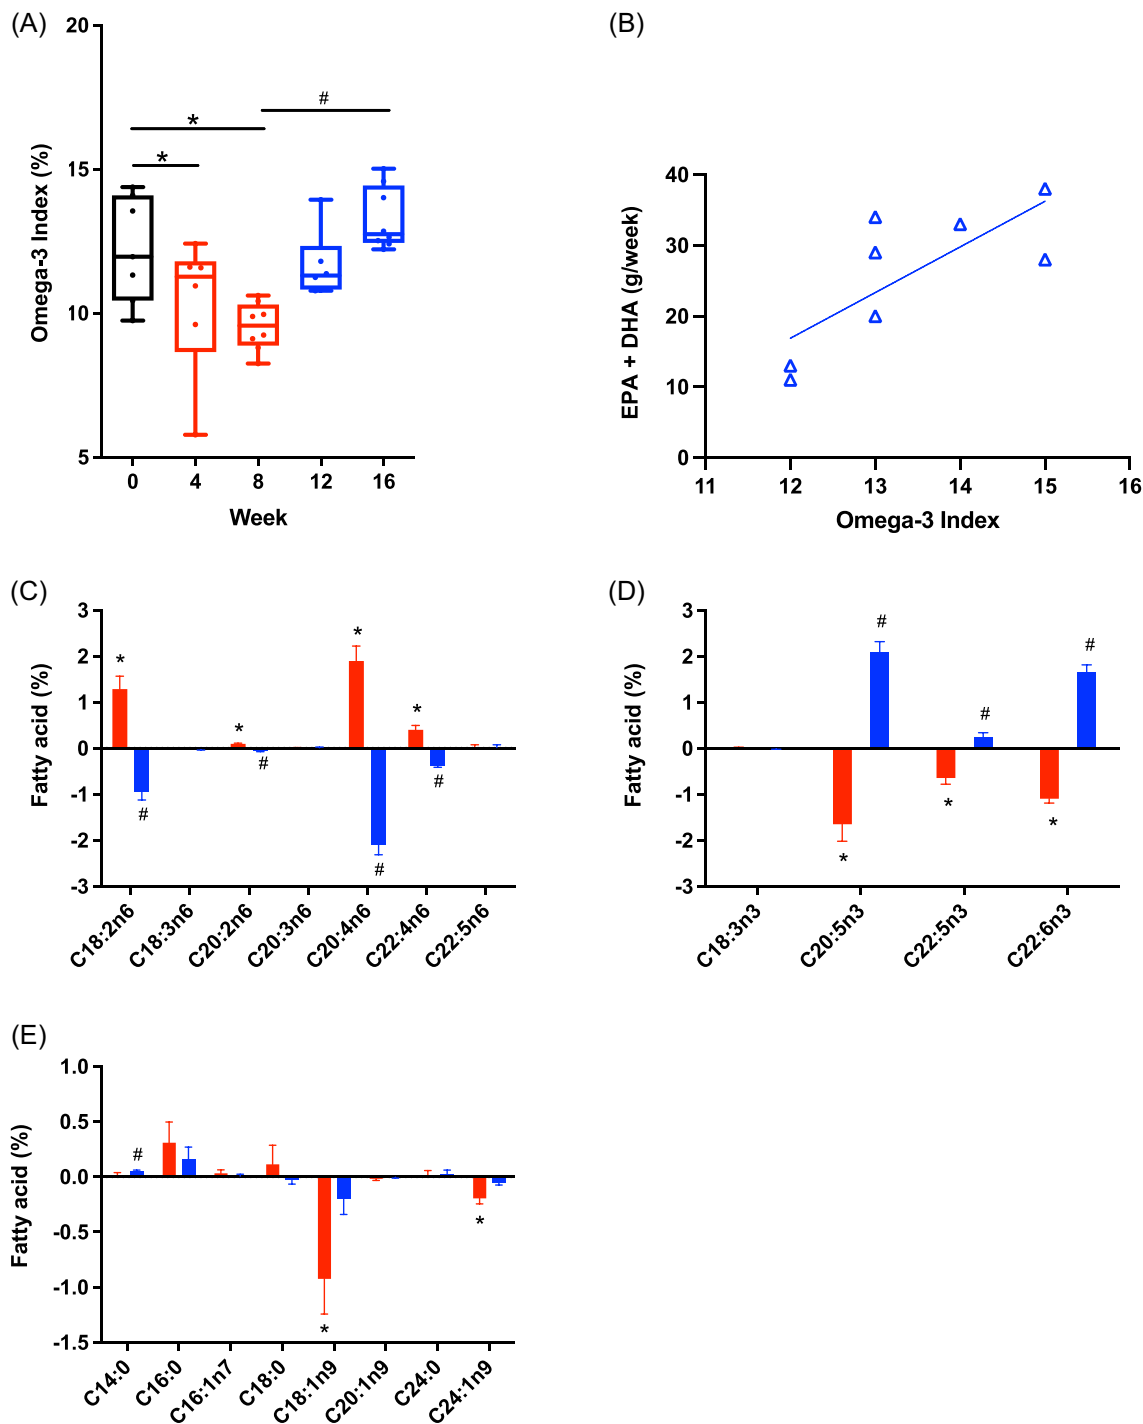 (A)
20
15
10
5
Omega-3 Index (%)
*
*
#
0 4 8 12 16
Week
(B)
40
30
20
10
0
EPA + DHA (g/week)
11 12 13 14 15 16
Omega-3 Index
(C)
3
2
1
0
-1
-2
-3
Fatty acid (%)
* # * # * # * #
C18:2n6 C18:3n6 C20:2n6 C20:3n6 C20:4n6 C22:4n6 C22:5n6
(D)
3
2
1
0
-1
-2
-3
Fatty acid (%)
* # * # * #
C18:3n3 C20:5n3 C22:5n3 C22:6n3
(E)
1.0
0.5
0.0
-0.5
-1.0
-1.5
Fatty acid (%)
# * *
C14:0 C16:0 C16:1n7 C18:0 C18:1n9 C20:1n9 C24:0 C24:1n9